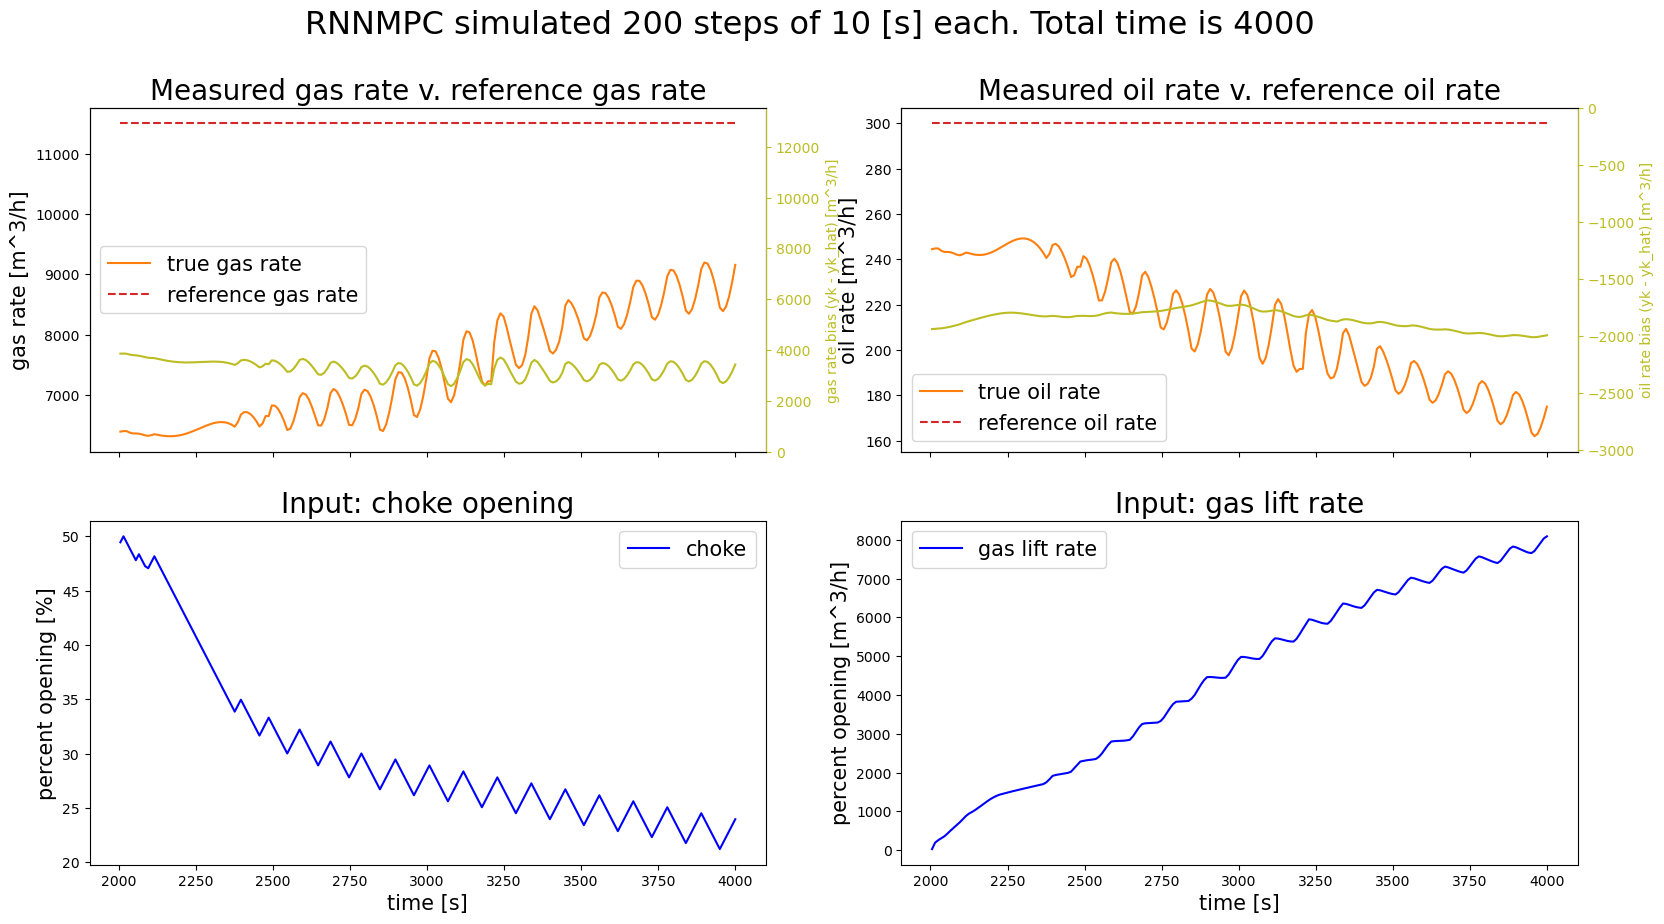 RNNMPC simulated 200 steps of 10 [s] each. Total time is 4000
Measured gas rate v. reference gas rate
gas rate [m^3/h]
11000
10000
9000
8000
7000
true gas rate
reference gas rate
12000
10000
8000
6000
4000
2000
0
gas rate bias (yk - yk_hat) [m^3/h]
Measured oil rate v. reference oil rate
oil rate [m^3/h]
300
280
260
240
220
200
180
160
true oil rate
reference oil rate
0
−500
−1000
−1500
−2000
−2500
−3000
oil rate bias (yk - yk_hat) [m^3/h]
Input: choke opening
percent opening [%]
50
45
40
35
30
25
20
choke
2000 2250 2500 2750 3000 3250 3500 3750 4000
time [s]
Input: gas lift rate
percent opening [m^3/h]
8000
7000
6000
5000
4000
3000
2000
1000
0
gas lift rate
2000 2250 2500 2750 3000 3250 3500 3750 4000
time [s]